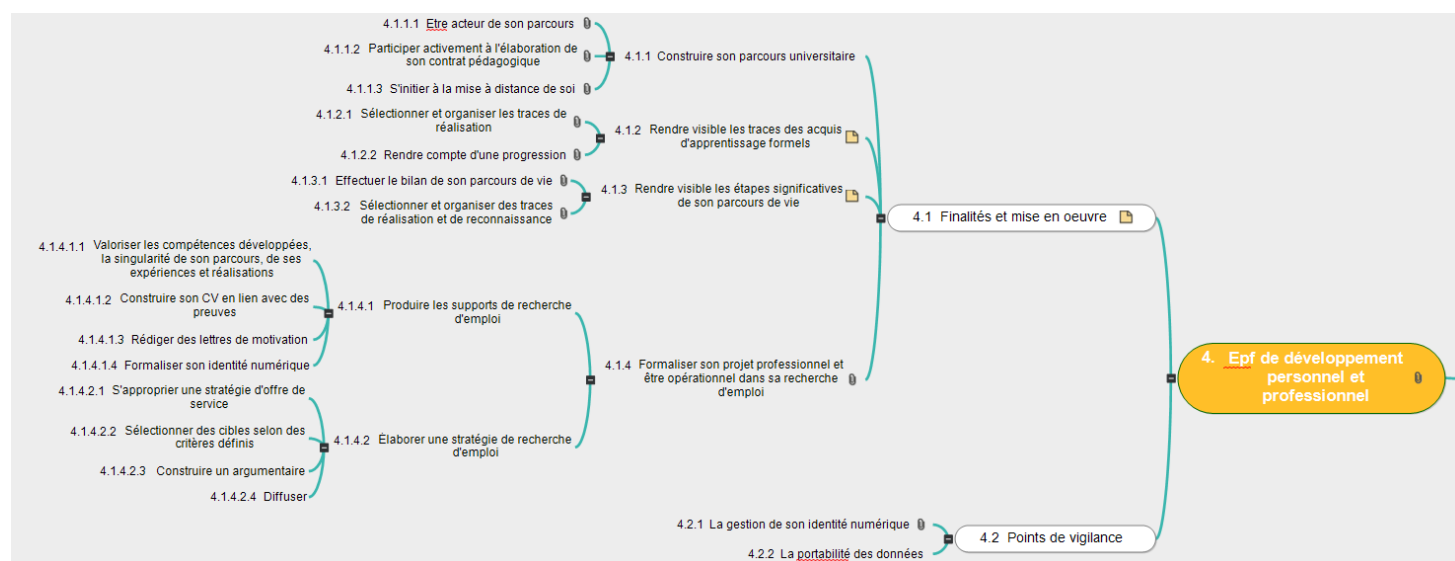 4.1.1.1 Etre acteur de son parcours
4.1.1.2 Participer activement à l'élaboration de
son contrat pédagogique
4.1.1.3 S'initier à la mise à distance de soi
4.1.1 Construire son parcours universitaire
4.1.2.1 Sélectionner et organiser les traces de
réalisation
4.1.2.2 Rendre compte d'une progression
4.1.2 Rendre visible les traces des acquis
d'apprentissage formels
4.1.3.1 Effectuer le bilan de son parcours de vie
4.1.3.2 Sélectionner et organiser des traces
de réalisation et de reconnaissance
4.1.3 Rendre visible les étapes significatives
de son parcours de vie
4.1 Finalités et mise en oeuvre
4.1.4.1.1 Valoriser les compétences développées,
la singularité de son parcours, de ses
expériences et réalisations
4.1.4.1.2 Construire son CV en lien avec des
preuves
4.1.4.1.3 Rédiger des lettres de motivation
4.1.4.1.4 Formaliser son identité numérique
4.1.4.1 Produire les supports de recherche
d'emploi
4.1.4.2.1 S'approprier une stratégie d'offre de
service
4.1.4.2.2 Sélectionner des cibles selon des
critères définis
4.1.4.2.3 Construire un argumentaire
4.1.4.2.4 Diffuser
4.1.4.2 Élaborer une stratégie de recherche
d'emploi
4.1.4 Formaliser son projet professionnel et
être opérationnel dans sa recherche
d'emploi
4. Epf de développement
personnel et
professionnel
4.2.1 La gestion de son identité numérique
4.2.2 La portabilité des données
4.2 Points de vigilance